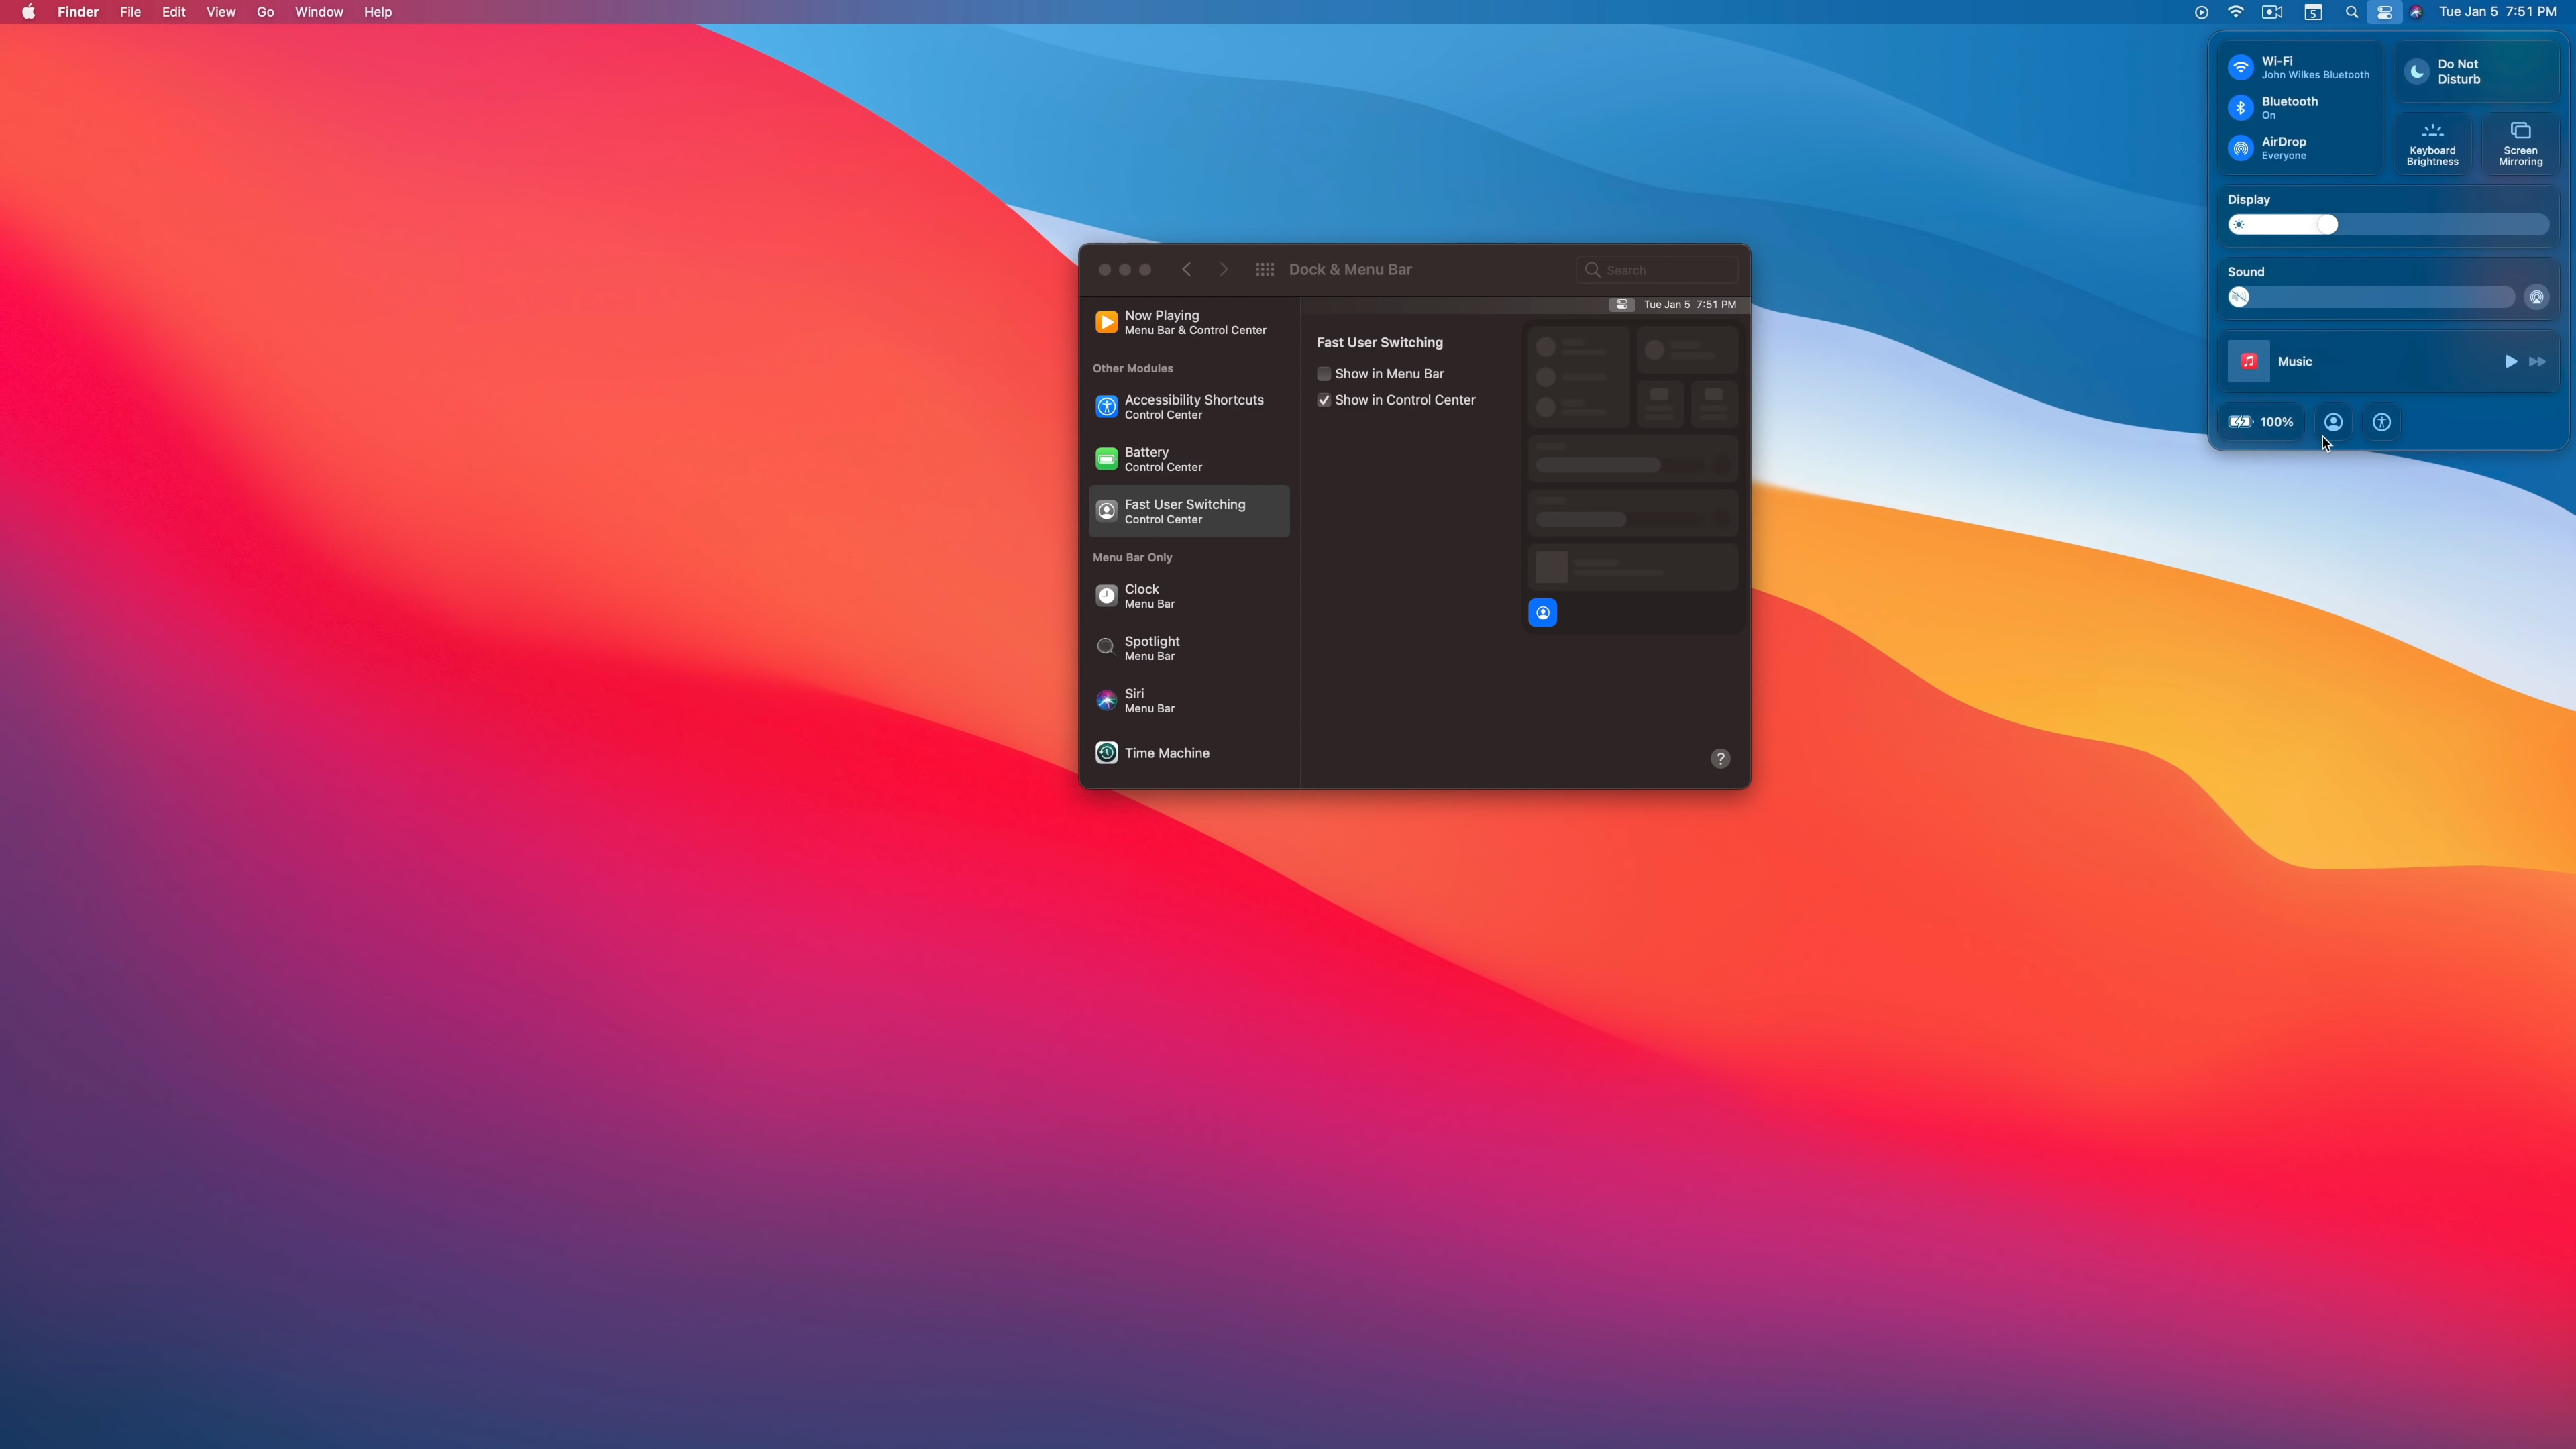 Finder File Edit View Go Window Help
5
Tue Jan 5 7:51 PM
Wi-Fi
John Wilkes Bluetooth
Bluetooth
On
AirDrop
Everyone
Do Not
Disturb
Keyboard
Brightness
Screen
Mirroring
Display
Sound
Music
100%
Dock & Menu Bar
Search
Now Playing
Menu Bar & Control Center
Other Modules
Accessibility Shortcuts
Control Center
Battery
Control Center
Fast User Switching
Control Center
Menu Bar Only
Clock
Menu Bar
Spotlight
Menu Bar
Siri
Menu Bar
Time Machine
Tue Jan 5 7:51 PM
Fast User Switching
Show in Menu Bar
Show in Control Center
?